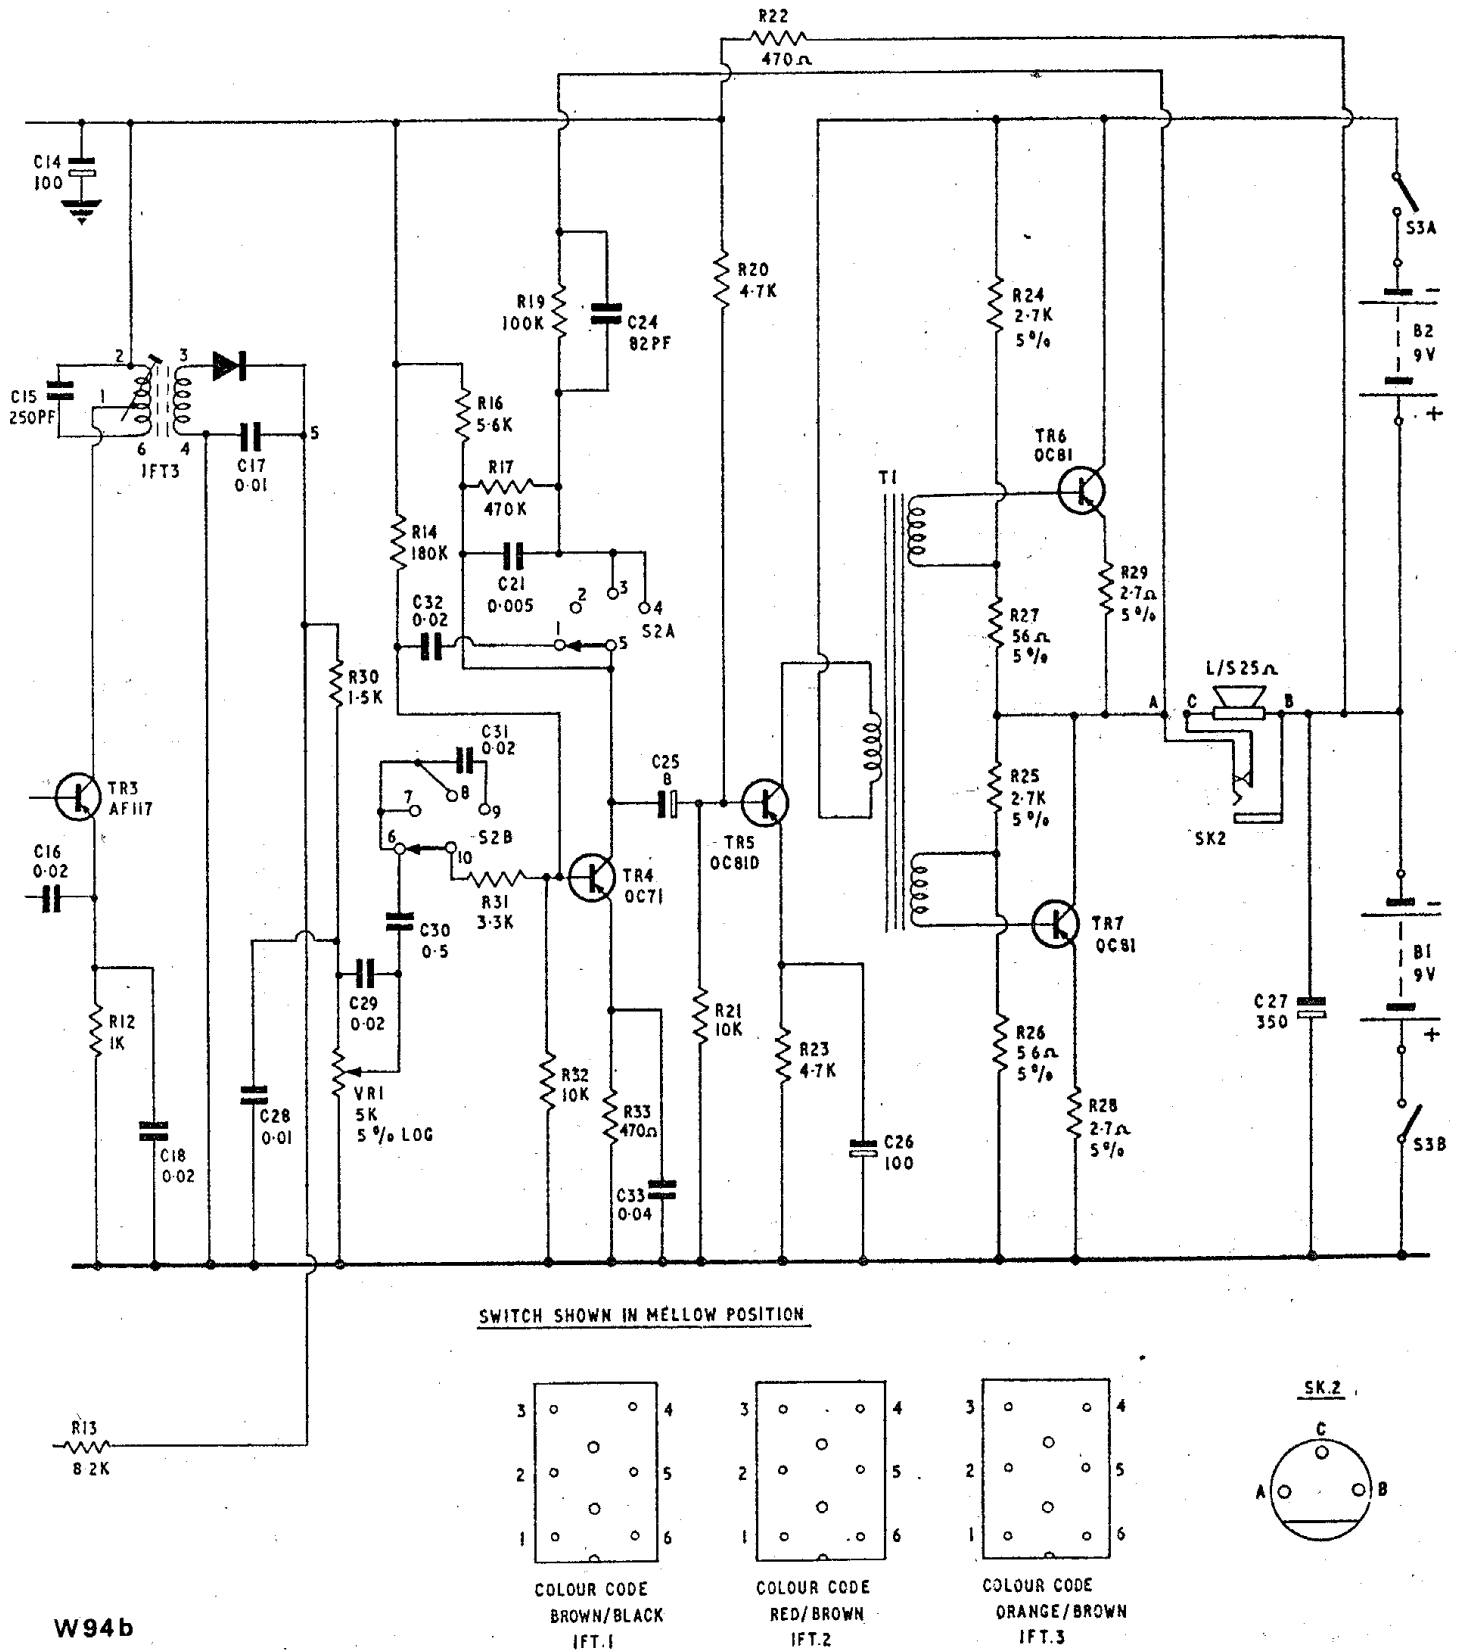 R22
470Ω
C14
100
S3A
R20
4·7K
R19
100K
C24
82PF
R24
2·7K
5%
−
B2
9V
+
C15
250PF
2
3
1
6
4
5
IFT3
C17
0·01
R16
5·6K
R17
470K
TR6
OC81
T1
R14
180K
C21
0·005
C32
0·02
2
3
4
S2A
1
5
R29
2·7Ω
5%
R27
56Ω
5%
R30
1·5K
L/S 25Ω
A
C
B
C31
0·02
7
8
9
S2B
6
10
C25
8
R25
2·7K
5%
SK2
TR3
AF117
TR5
OC81D
C16
0·02
R31
3·3K
TR4
OC71
C30
0·5
TR7
OC81
−
B1
9V
+
C29
0·02
R12
1K
R21
10K
R23
4·7K
R26
56Ω
5%
C27
350
VR1
5K
5% LOG
R32
10K
R33
470Ω
C28
0·01
C18
0·02
R28
2·7Ω
5%
C26
100
S3B
C33
0·04
SWITCH SHOWN IN MELLOW POSITION
R13
8·2K
3
4
2
5
1
6
COLOUR CODE
BROWN/BLACK
IFT.1
3
4
2
5
1
6
COLOUR CODE
RED/BROWN
IFT.2
3
4
2
5
1
6
COLOUR CODE
ORANGE/BROWN
IFT.3
SK.2
C
A
B
W94b